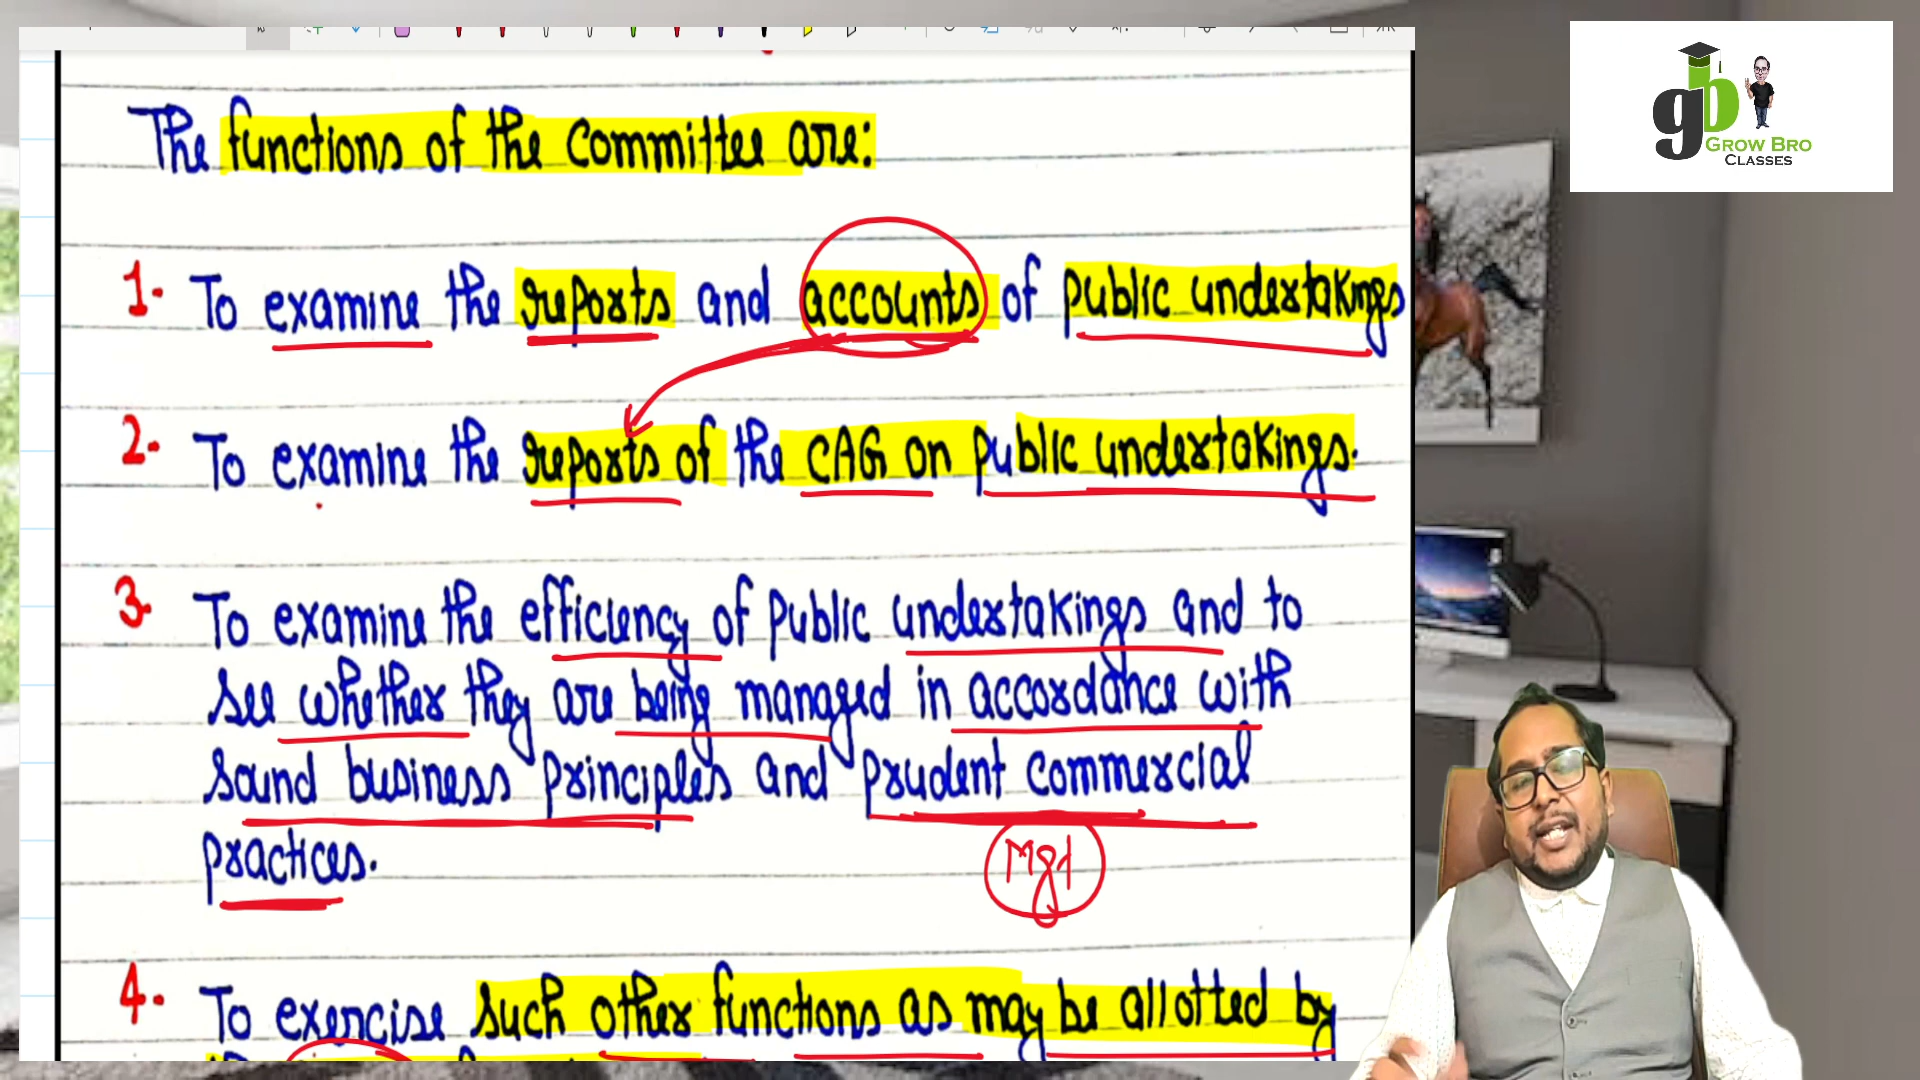 gb
GROW BRO
CLASSES
The functions of the committee are:
1. To examine the reports and accounts of public undertakings
2. To examine the reports of the CAG on public undertakings.
3. To examine the efficiency of public undertakings and to
see whether they are being managed in accordance with
sound business principles and prudent commercial
practices.
Mgt
4. To exercise such other functions as may be allotted by